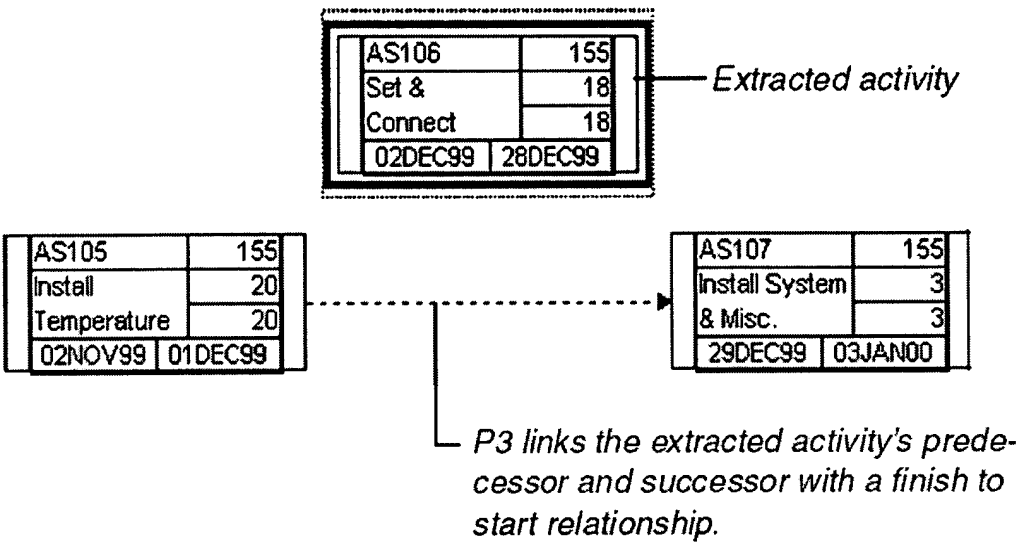 AS106 155
Set & 18
Connect 18
02DEC99 28DEC99
Extracted activity
AS105 155
Install 20
Temperature 20
02NOV99 01DEC99
AS107 155
Install System 3
& Misc. 3
29DEC99 03JAN00
P3 links the extracted activity's prede-
cessor and successor with a finish to
start relationship.